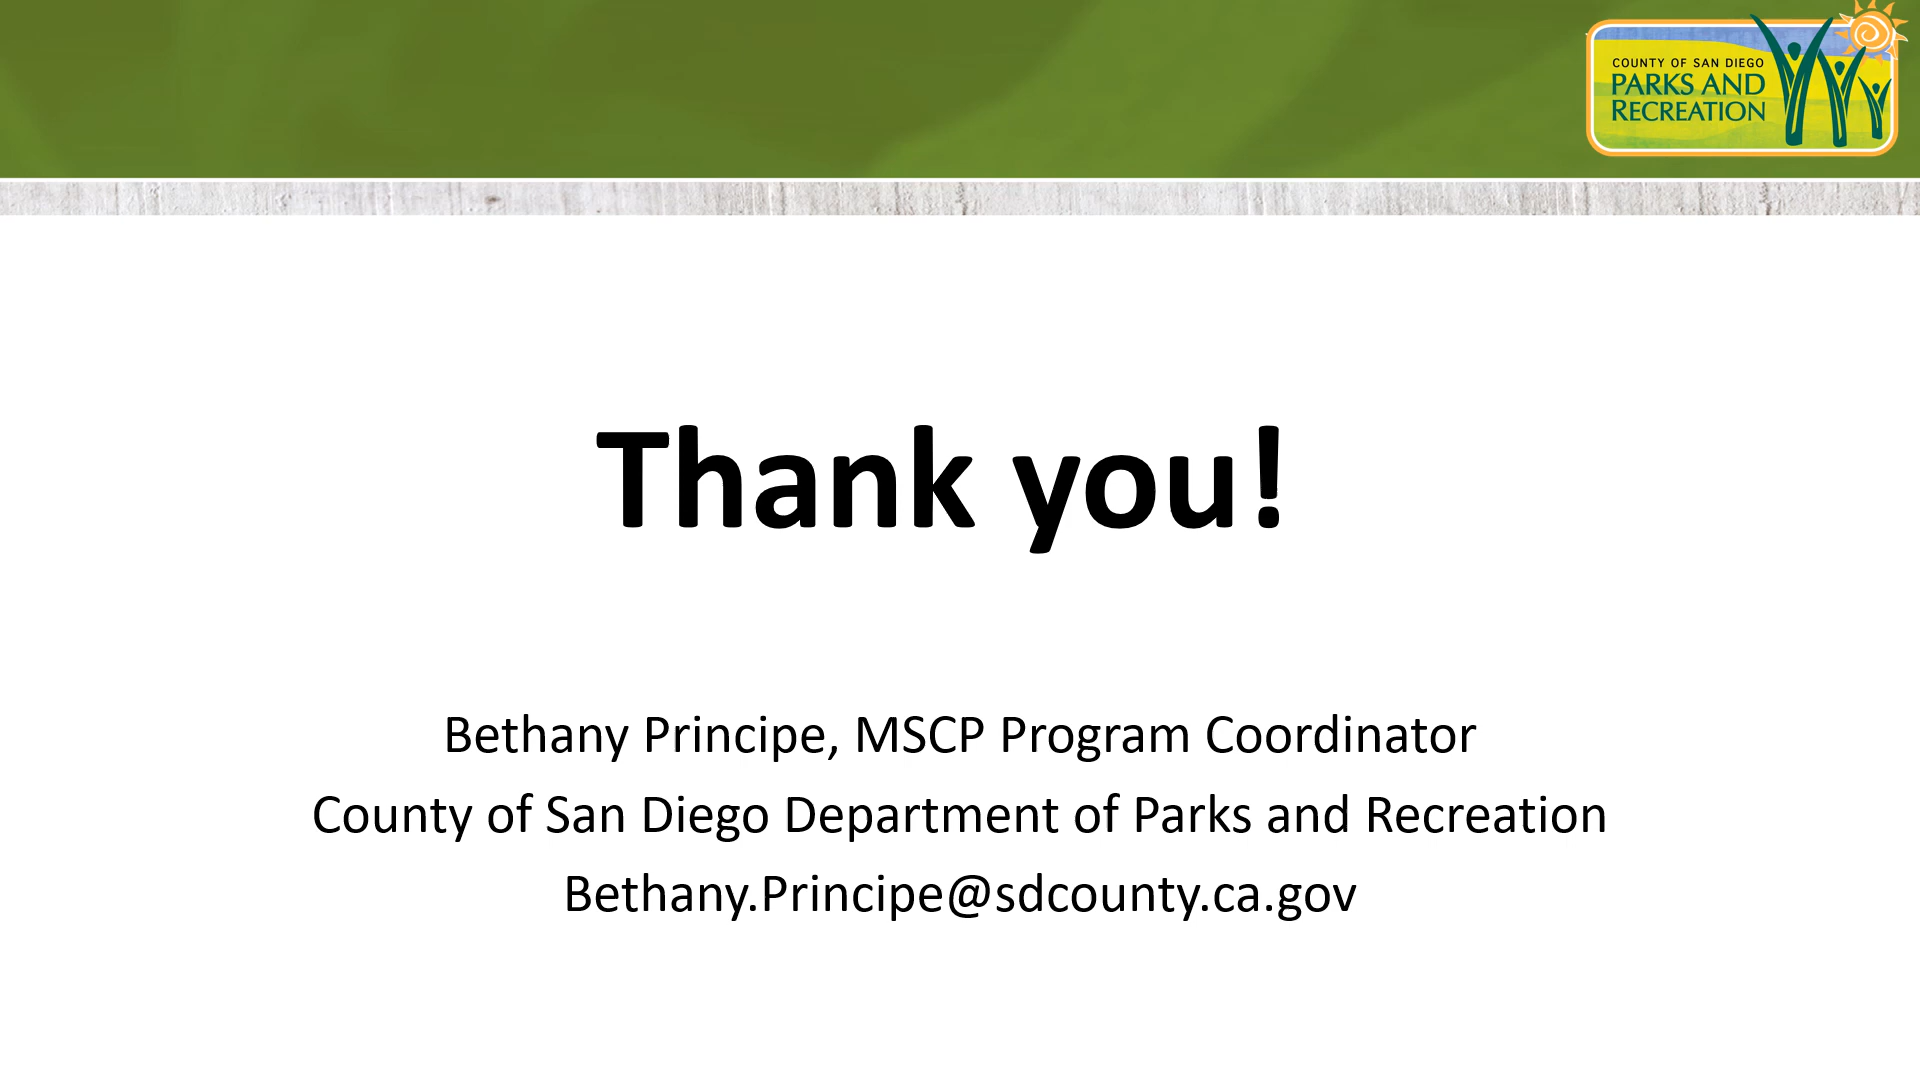 COUNTY OF SAN DIEGO
PARKS AND
RECREATION
Thank you!
Bethany Principe, MSCP Program Coordinator
County of San Diego Department of Parks and Recreation
Bethany.Principe@sdcounty.ca.gov